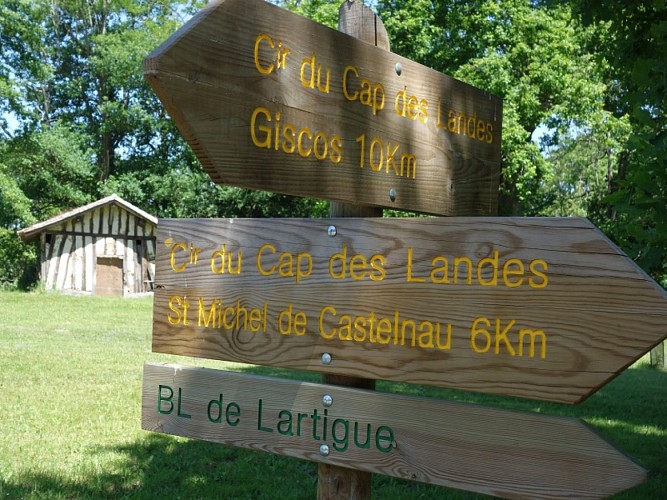 Cir du Cap des Landes
Giscos 10Km
Cir du Cap des Landes
St Michel de Castelnau 6Km
BL de Lartigue